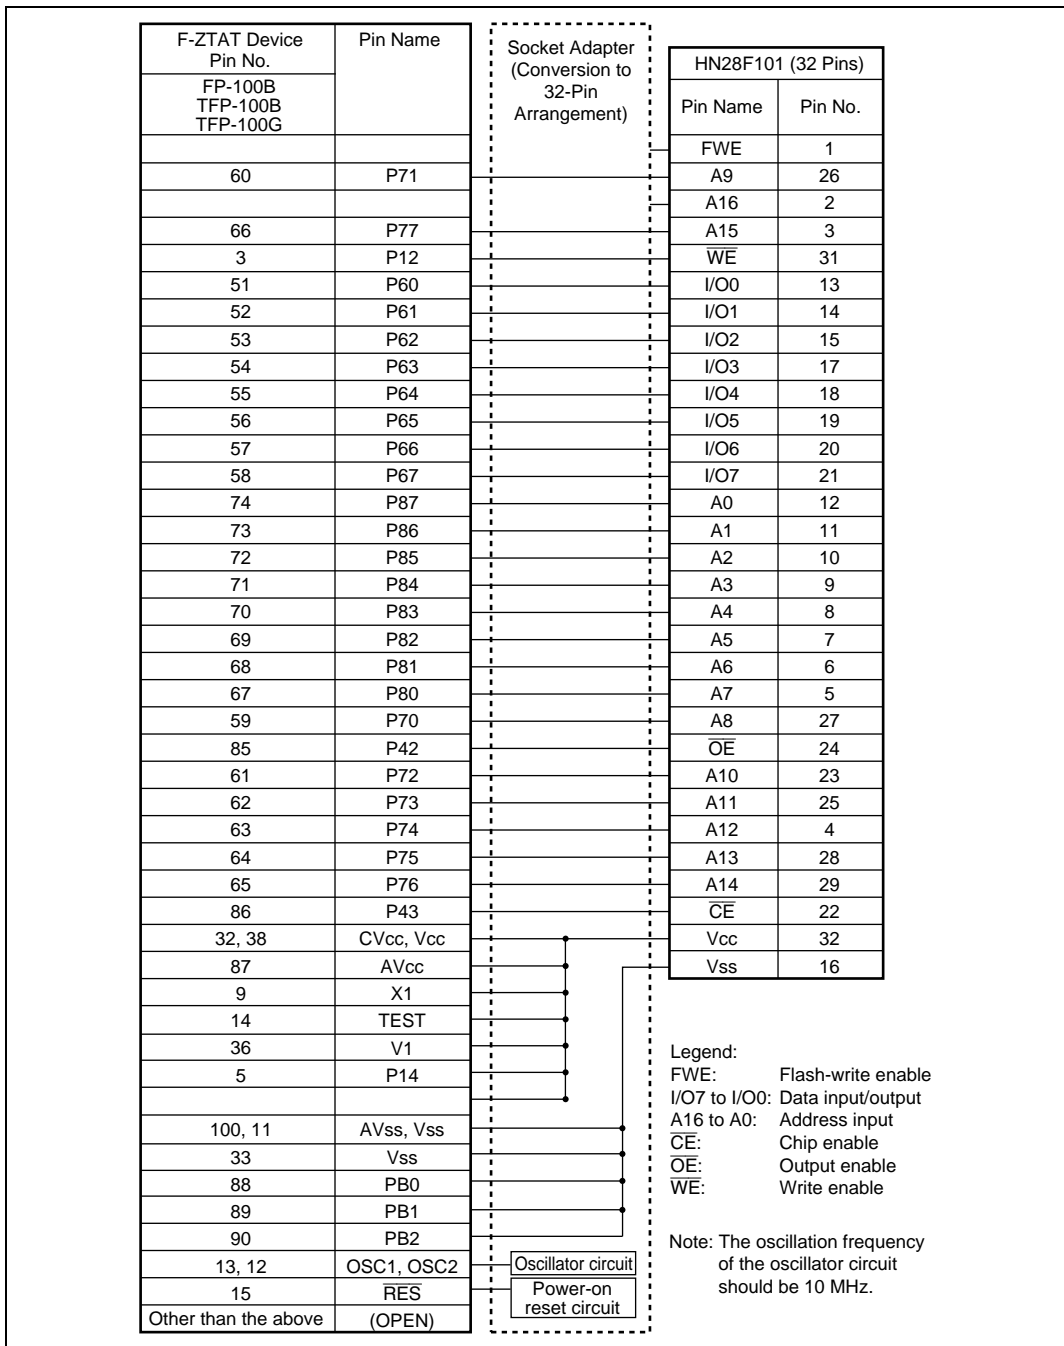 F-ZTAT Device
Pin No.
Pin Name
FP-100B
TFP-100B
TFP-100G
Socket Adapter
(Conversion to
32-Pin
Arrangement)
HN28F101 (32 Pins)
Pin Name Pin No.
FWE 1
60 P71 A9 26
A16 2
66 P77 A15 3
3 P12 W̅E̅ 31
51 P60 I/O0 13
52 P61 I/O1 14
53 P62 I/O2 15
54 P63 I/O3 17
55 P64 I/O4 18
56 P65 I/O5 19
57 P66 I/O6 20
58 P67 I/O7 21
74 P87 A0 12
73 P86 A1 11
72 P85 A2 10
71 P84 A3 9
70 P83 A4 8
69 P82 A5 7
68 P81 A6 6
67 P80 A7 5
59 P70 A8 27
85 P42 O̅E̅ 24
61 P72 A10 23
62 P73 A11 25
63 P74 A12 4
64 P75 A13 28
65 P76 A14 29
86 P43 C̅E̅ 22
32, 38 CVcc, Vcc Vcc 32
87 AVcc Vss 16
9 X1
14 TEST
36 V1
5 P14
100, 11 AVss, Vss
33 Vss
88 PB0
89 PB1
90 PB2
13, 12 OSC1, OSC2 Oscillator circuit
15 R̅E̅S̅ Power-on
reset circuit
Other than the above (OPEN)
Legend:
FWE: Flash-write enable
I/O7 to I/O0: Data input/output
A16 to A0: Address input
C̅E̅: Chip enable
O̅E̅: Output enable
W̅E̅: Write enable
Note: The oscillation frequency
of the oscillator circuit
should be 10 MHz.